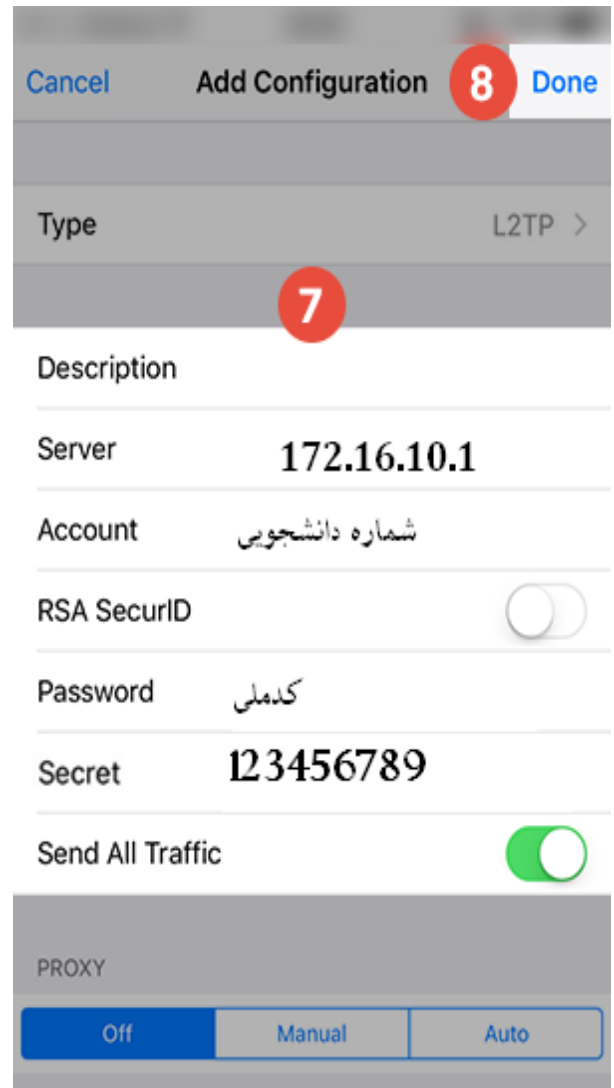 Cancel Add Configuration 8 Done
Type L2TP >
7
Description
Server 172.16.10.1
Account شماره دانشجویی
RSA SecurID
Password کدملی
Secret 123456789
Send All Traffic
PROXY
Off Manual Auto